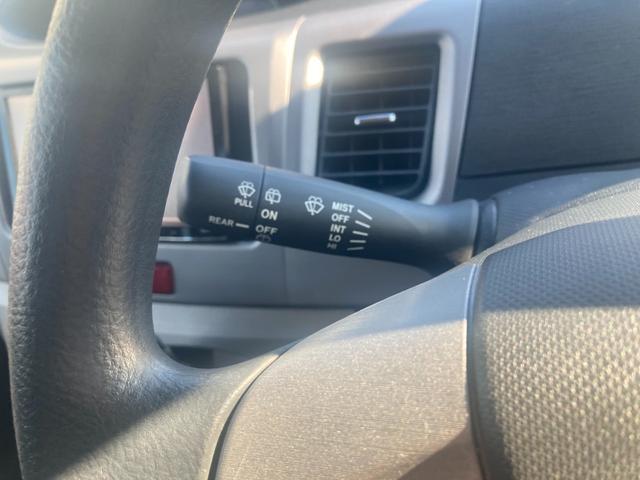 PULL
ON
REAR
OFF
MIST
OFF
INT
LO
HI